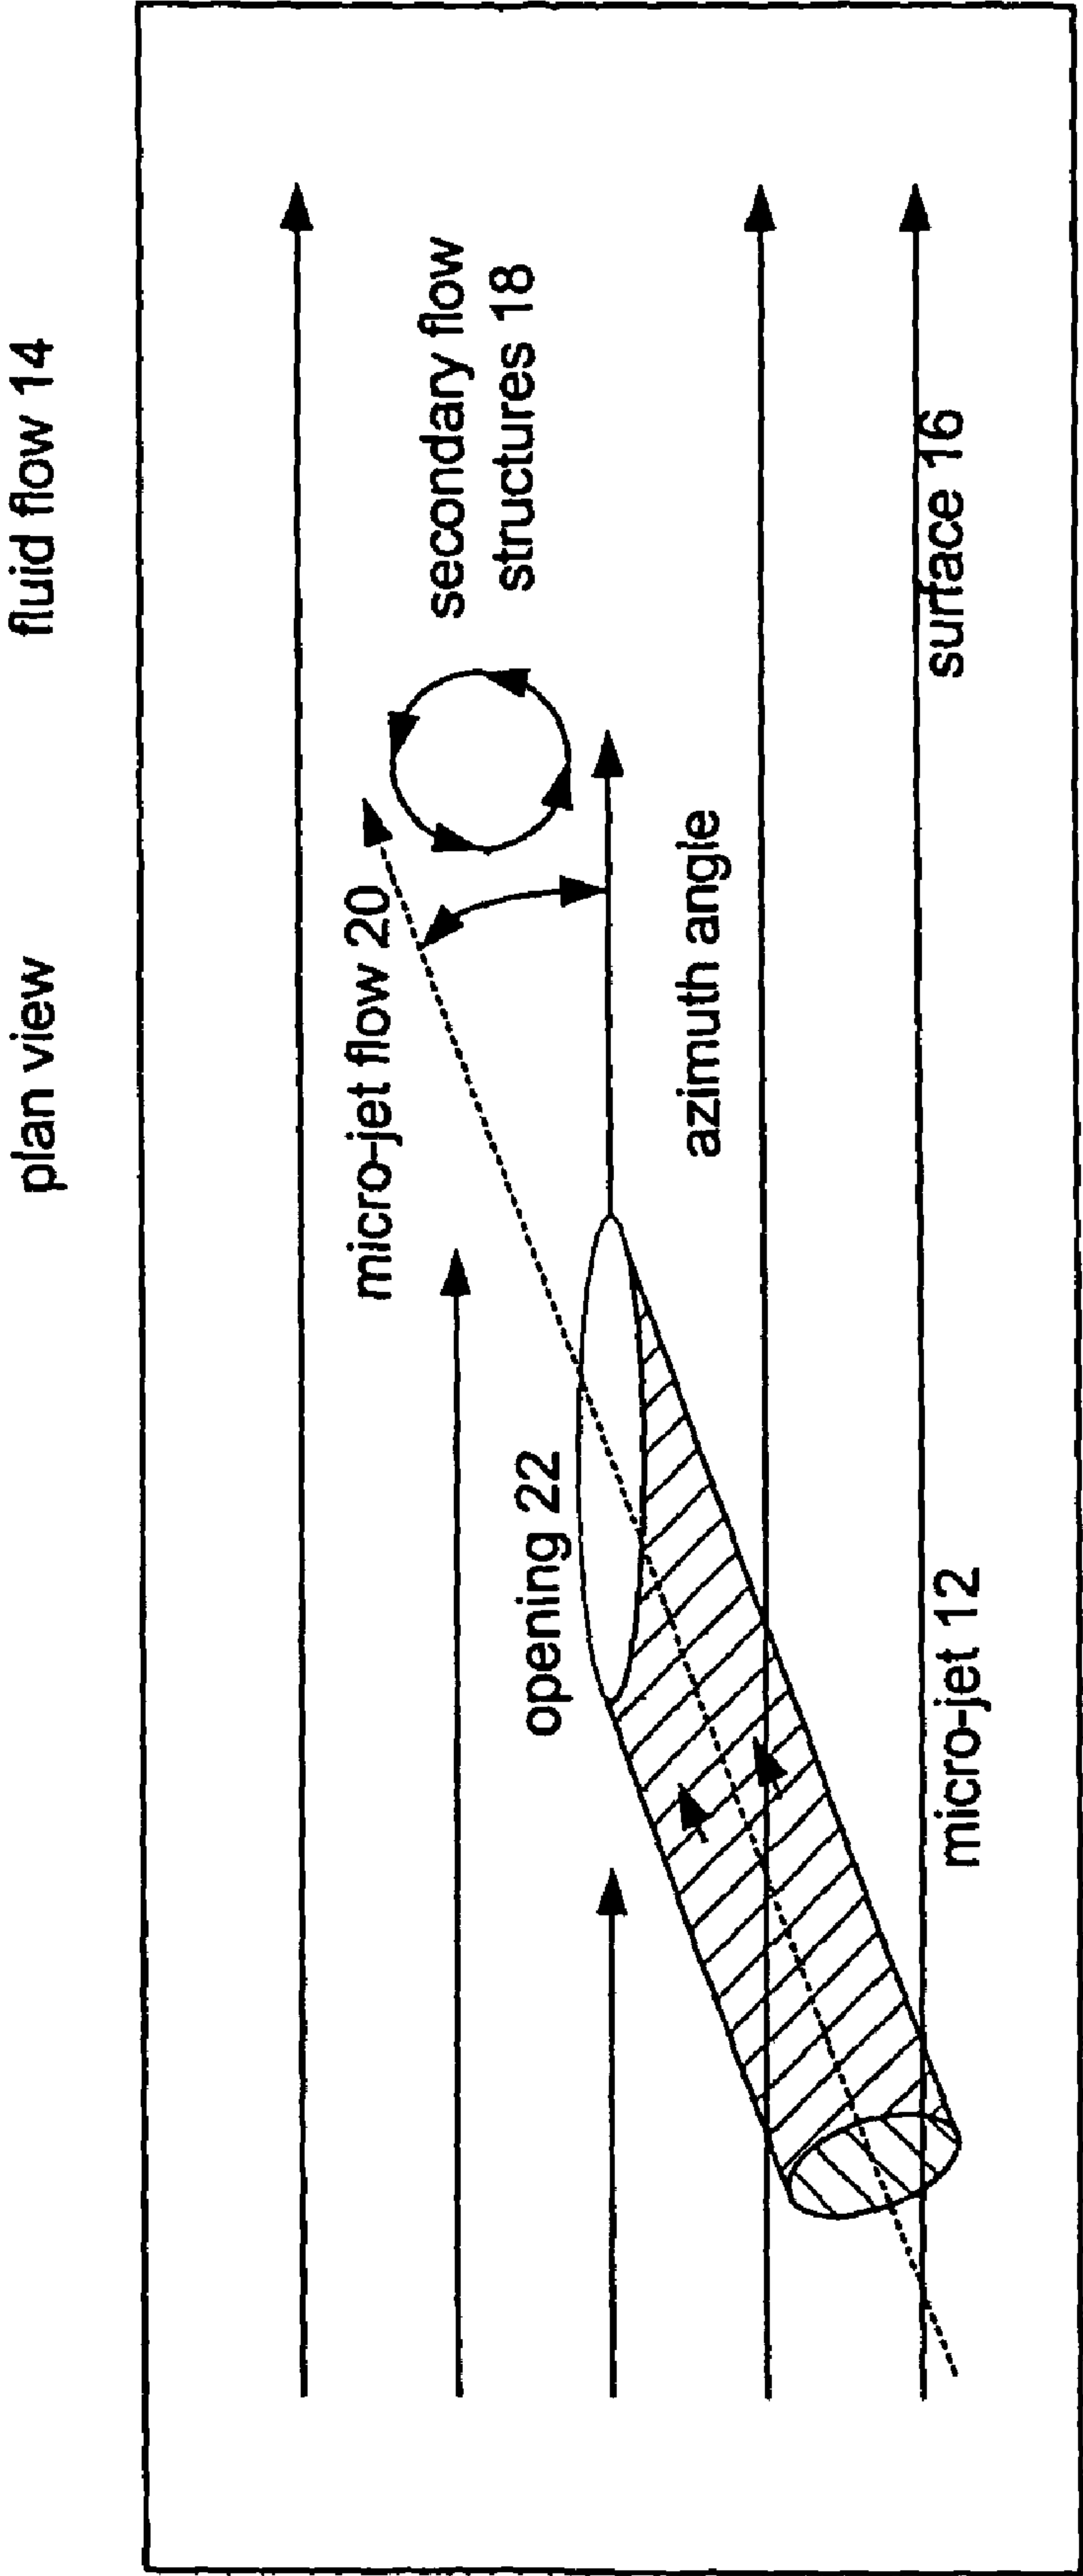 plan view
fluid flow 14
secondary flow
structures 18
micro-jet flow 20
opening 22
azimuth angle
surface 16
micro-jet 12